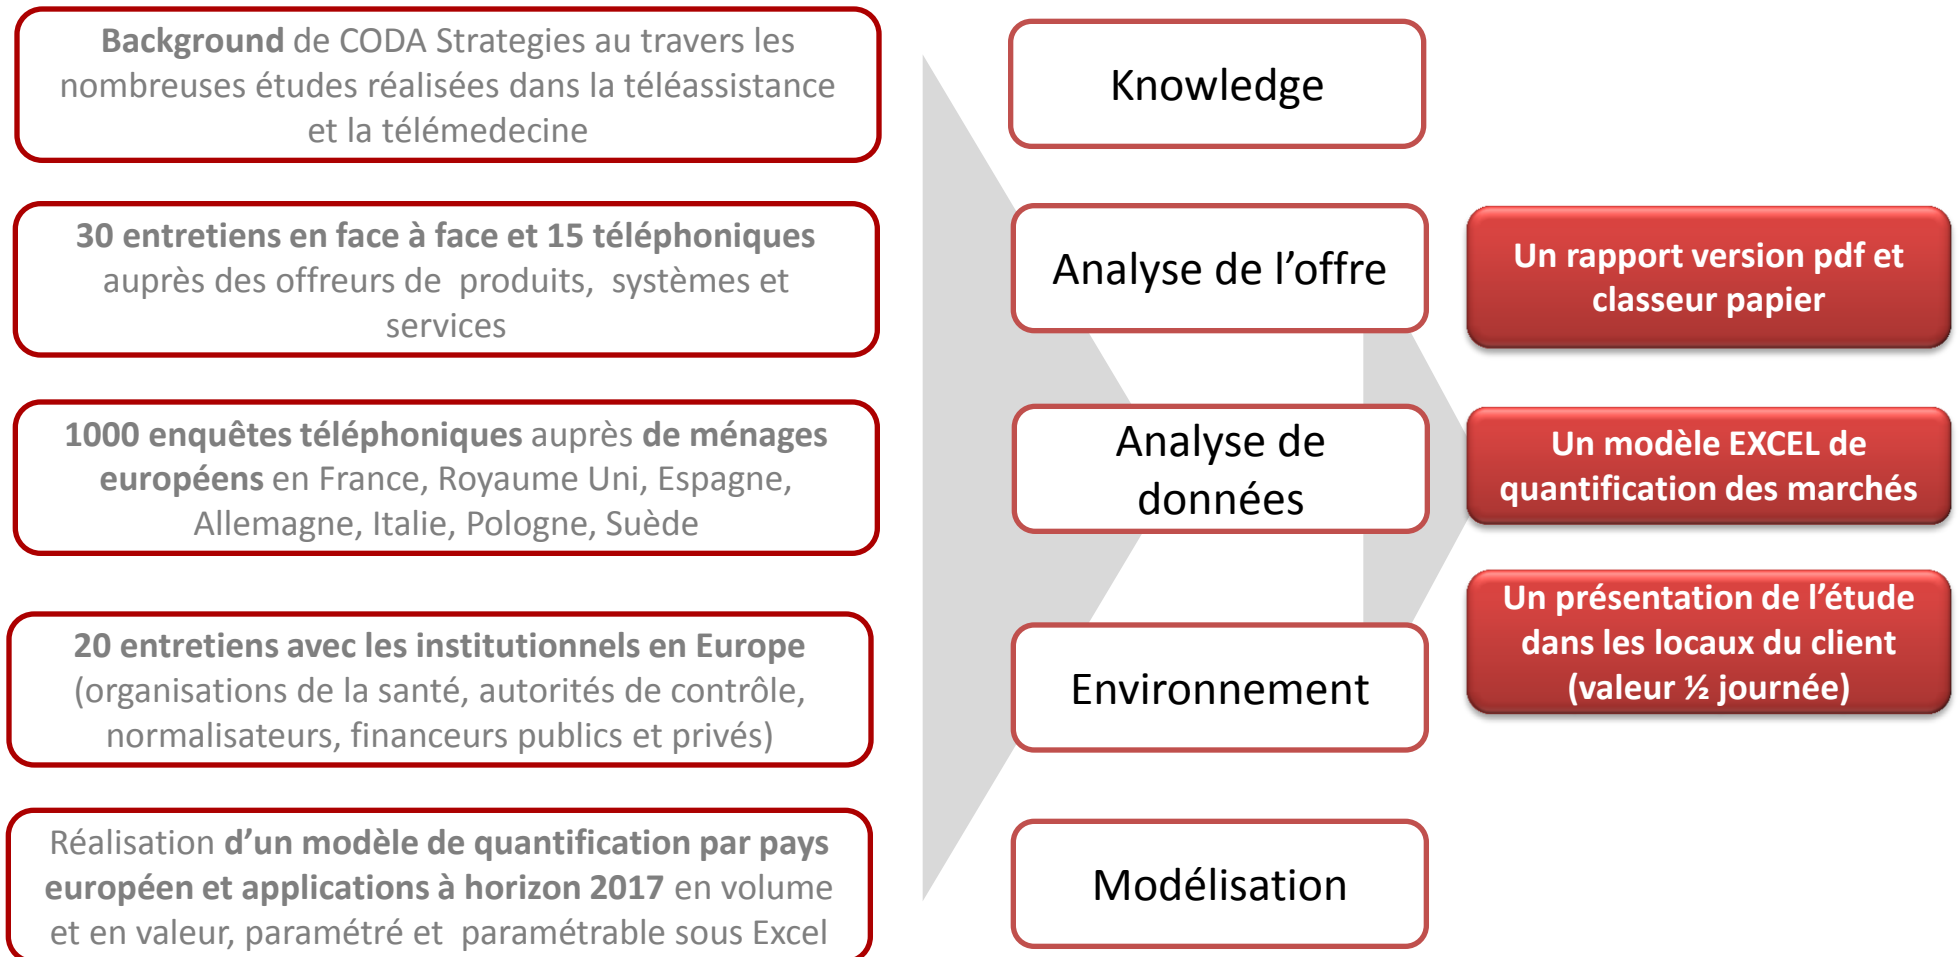 Background de CODA Strategies au travers les
nombreuses études réalisées dans la téléassistance
et la télémedecine
Knowledge
30 entretiens en face à face et 15 téléphoniques
auprès des offreurs de produits, systèmes et
services
Analyse de l’offre
Un rapport version pdf et
classeur papier
1000 enquêtes téléphoniques auprès de ménages
européens en France, Royaume Uni, Espagne,
Allemagne, Italie, Pologne, Suède
Analyse de
données
Un modèle EXCEL de
quantification des marchés
Un présentation de l’étude
dans les locaux du client
(valeur ½ journée)
20 entretiens avec les institutionnels en Europe
(organisations de la santé, autorités de contrôle,
normalisateurs, financeurs publics et privés)
Environnement
Réalisation d’un modèle de quantification par pays
européen et applications à horizon 2017 en volume
et en valeur, paramétré et paramétrable sous Excel
Modélisation